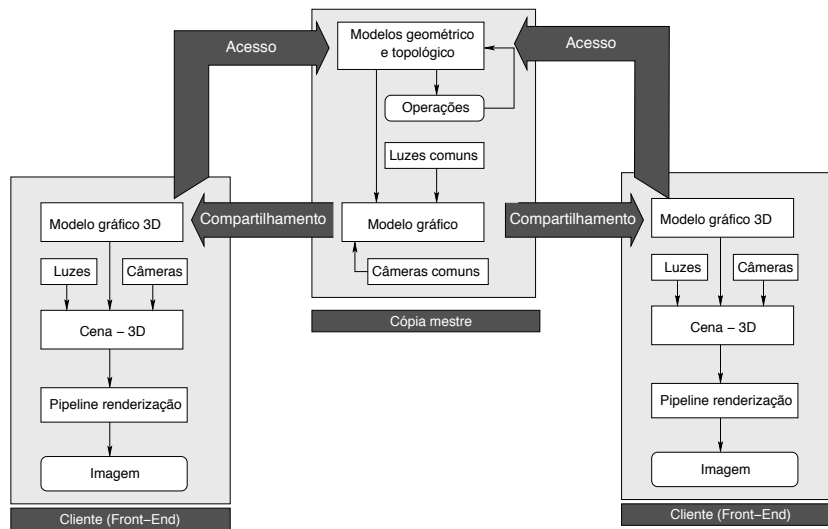 Acesso
Modelos geométrico
e topológico
Acesso
Operações
Luzes comuns
Modelo gráfico 3D
Compartilhamento
Modelo gráfico
Compartilhamento
Modelo gráfico 3D
Luzes
Câmeras
Câmeras comuns
Luzes
Câmeras
Cópia mestre
Cena – 3D
Cena – 3D
Pipeline renderização
Pipeline renderização
Imagem
Imagem
Cliente (Front–End)
Cliente (Front–End)